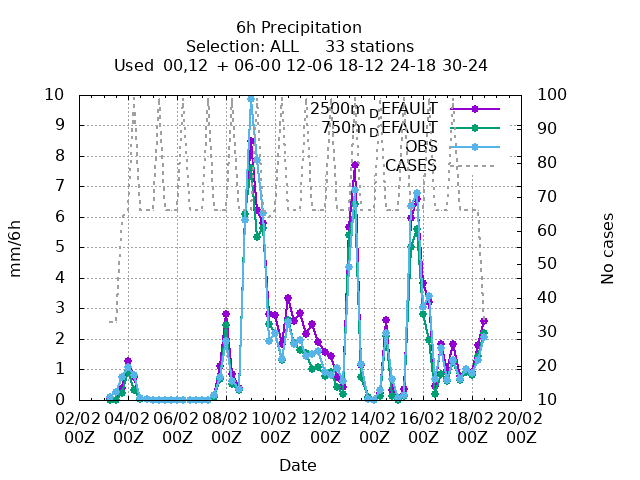 6h Precipitation
Selection: ALL 33 stations
Used 00,12 + 06-00 12-06 18-12 24-18 30-24
10 100
9 90
8 80
7 70
6 60
5 50
4 40
3 30
2 20
1
0 10
mm/6h
No cases
2500m DEFAULT
750m DEFAULT
OBS
CASES
02/02 04/02 06/02 08/02 10/02 12/02 14/02 16/02 18/02 20/02
00Z 00Z 00Z 00Z 00Z 00Z 00Z 00Z 00Z 00Z
Date